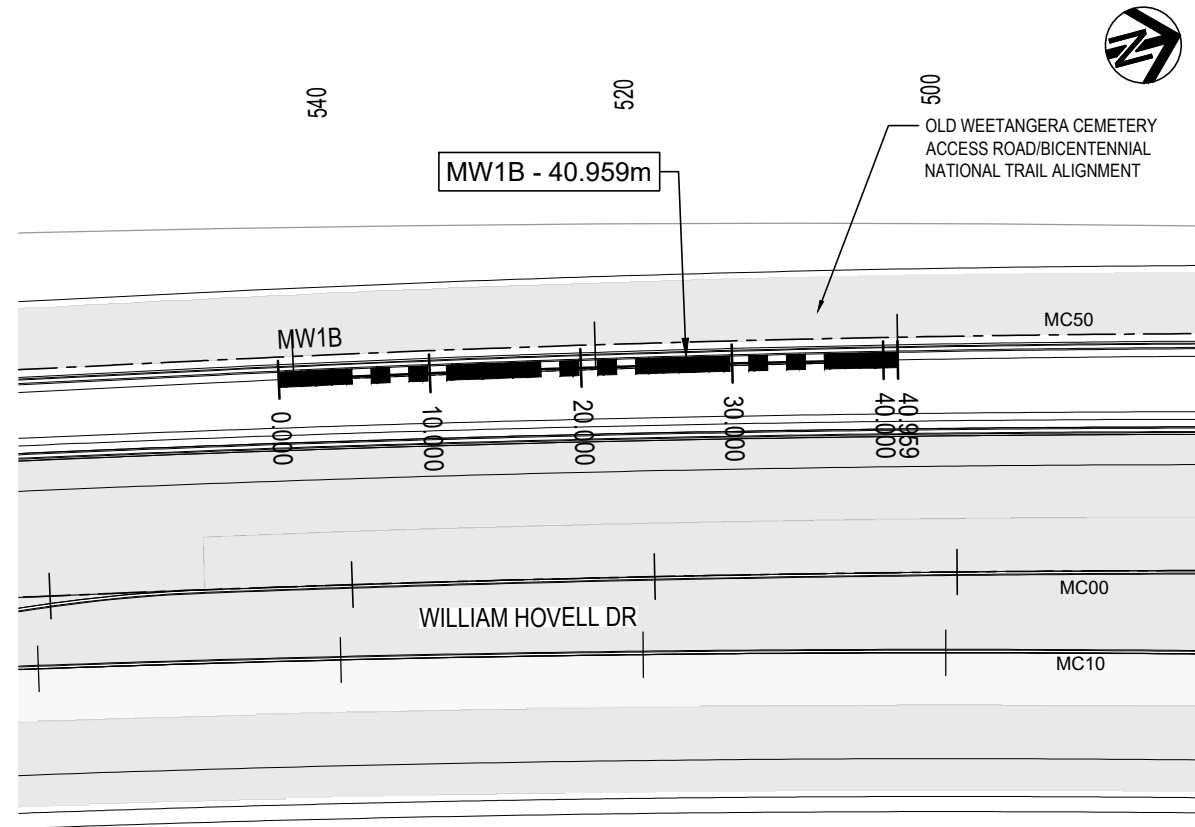 N
540
520
500
OLD WEETANGERA CEMETERY
ACCESS ROAD/BICENTENNIAL
NATIONAL TRAIL ALIGNMENT
MW1B - 40.959m
MC50
MW1B
0.000
10.000
20.000
30.000
40.000
40.959
MC00
WILLIAM HOVELL DR
MC10